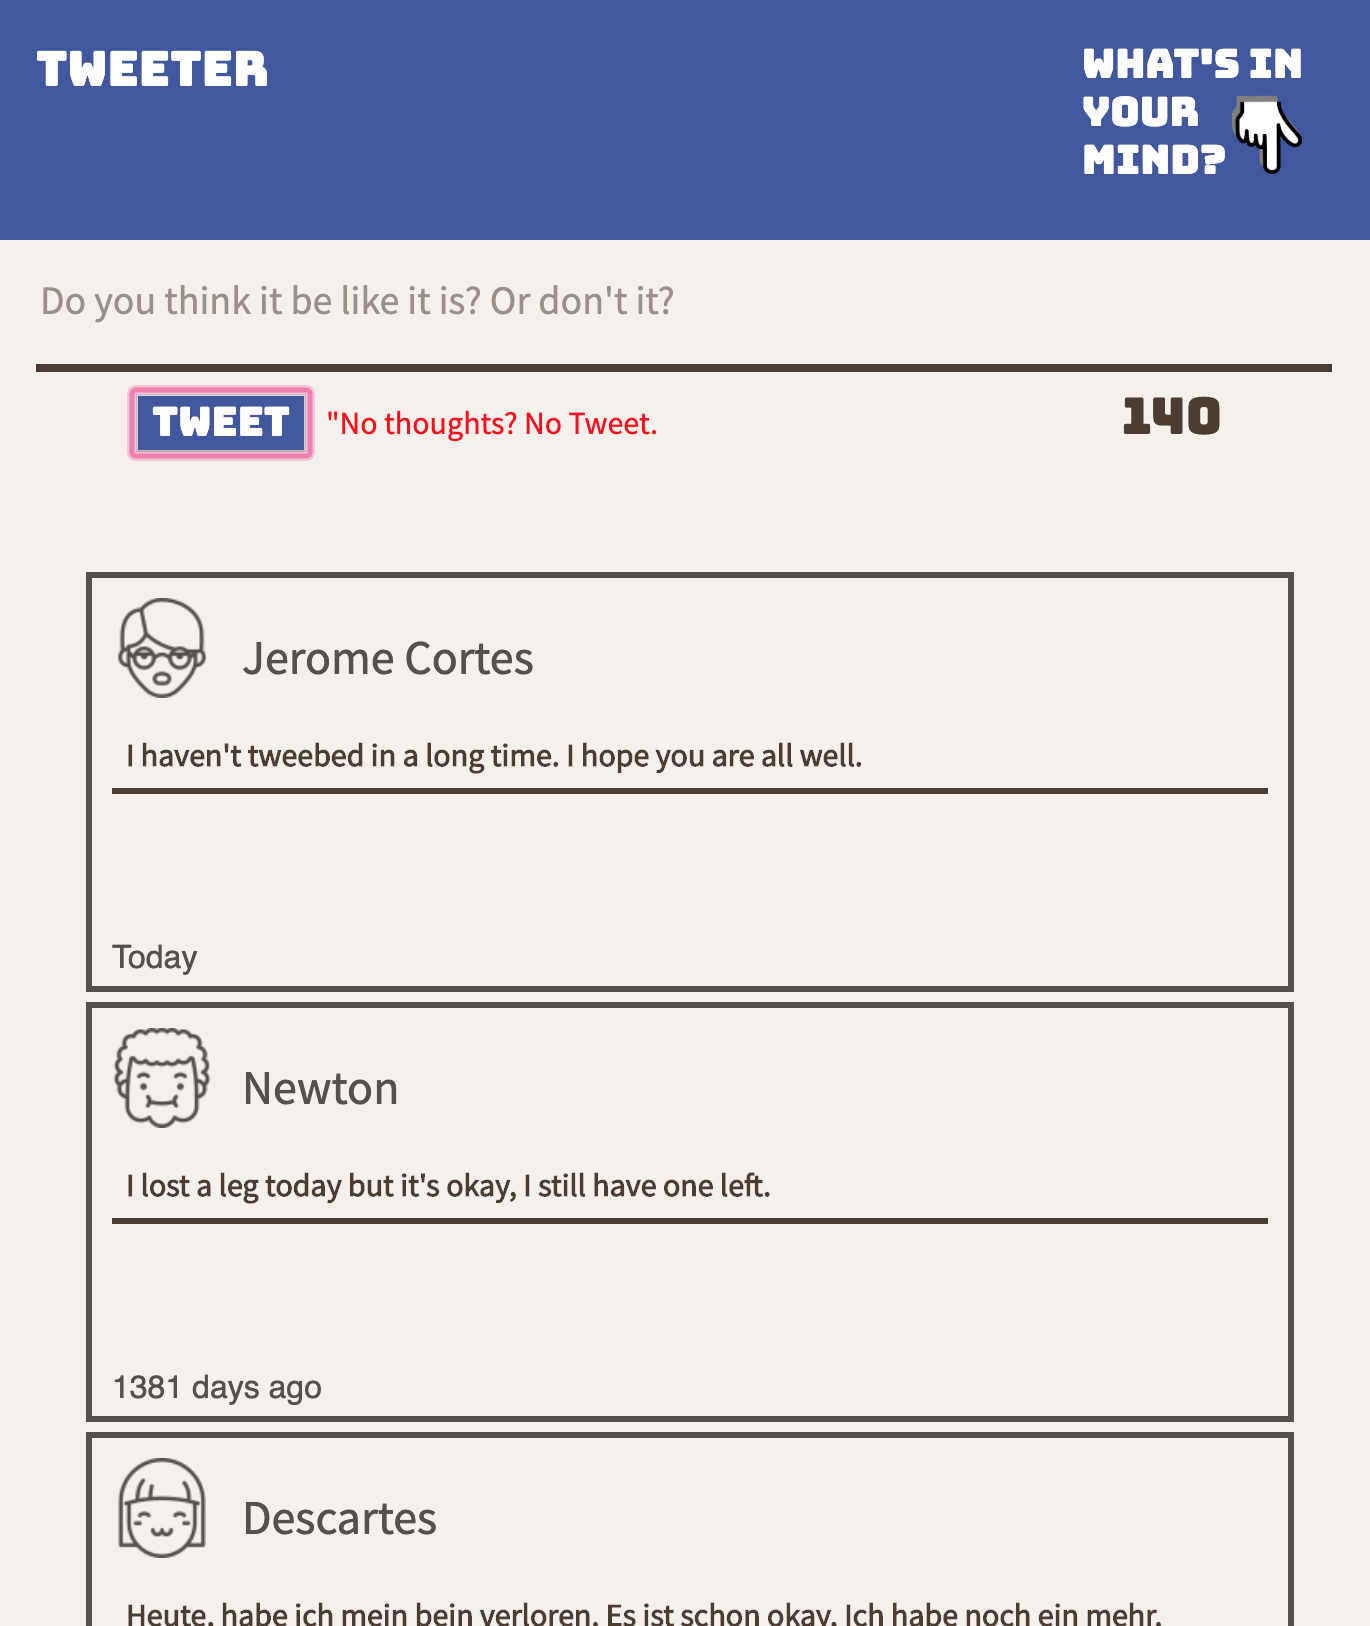 TWEETER
WHAT'S IN
YOUR
MIND?
Do you think it be like it is? Or don't it?
TWEET
"No thoughts? No Tweet.
140
Jerome Cortes
I haven't tweebed in a long time. I hope you are all well.
Today
Newton
I lost a leg today but it's okay, I still have one left.
1381 days ago
Descartes
Heute, habe ich mein bein verloren. Es ist schon okay. Ich habe noch ein mehr.